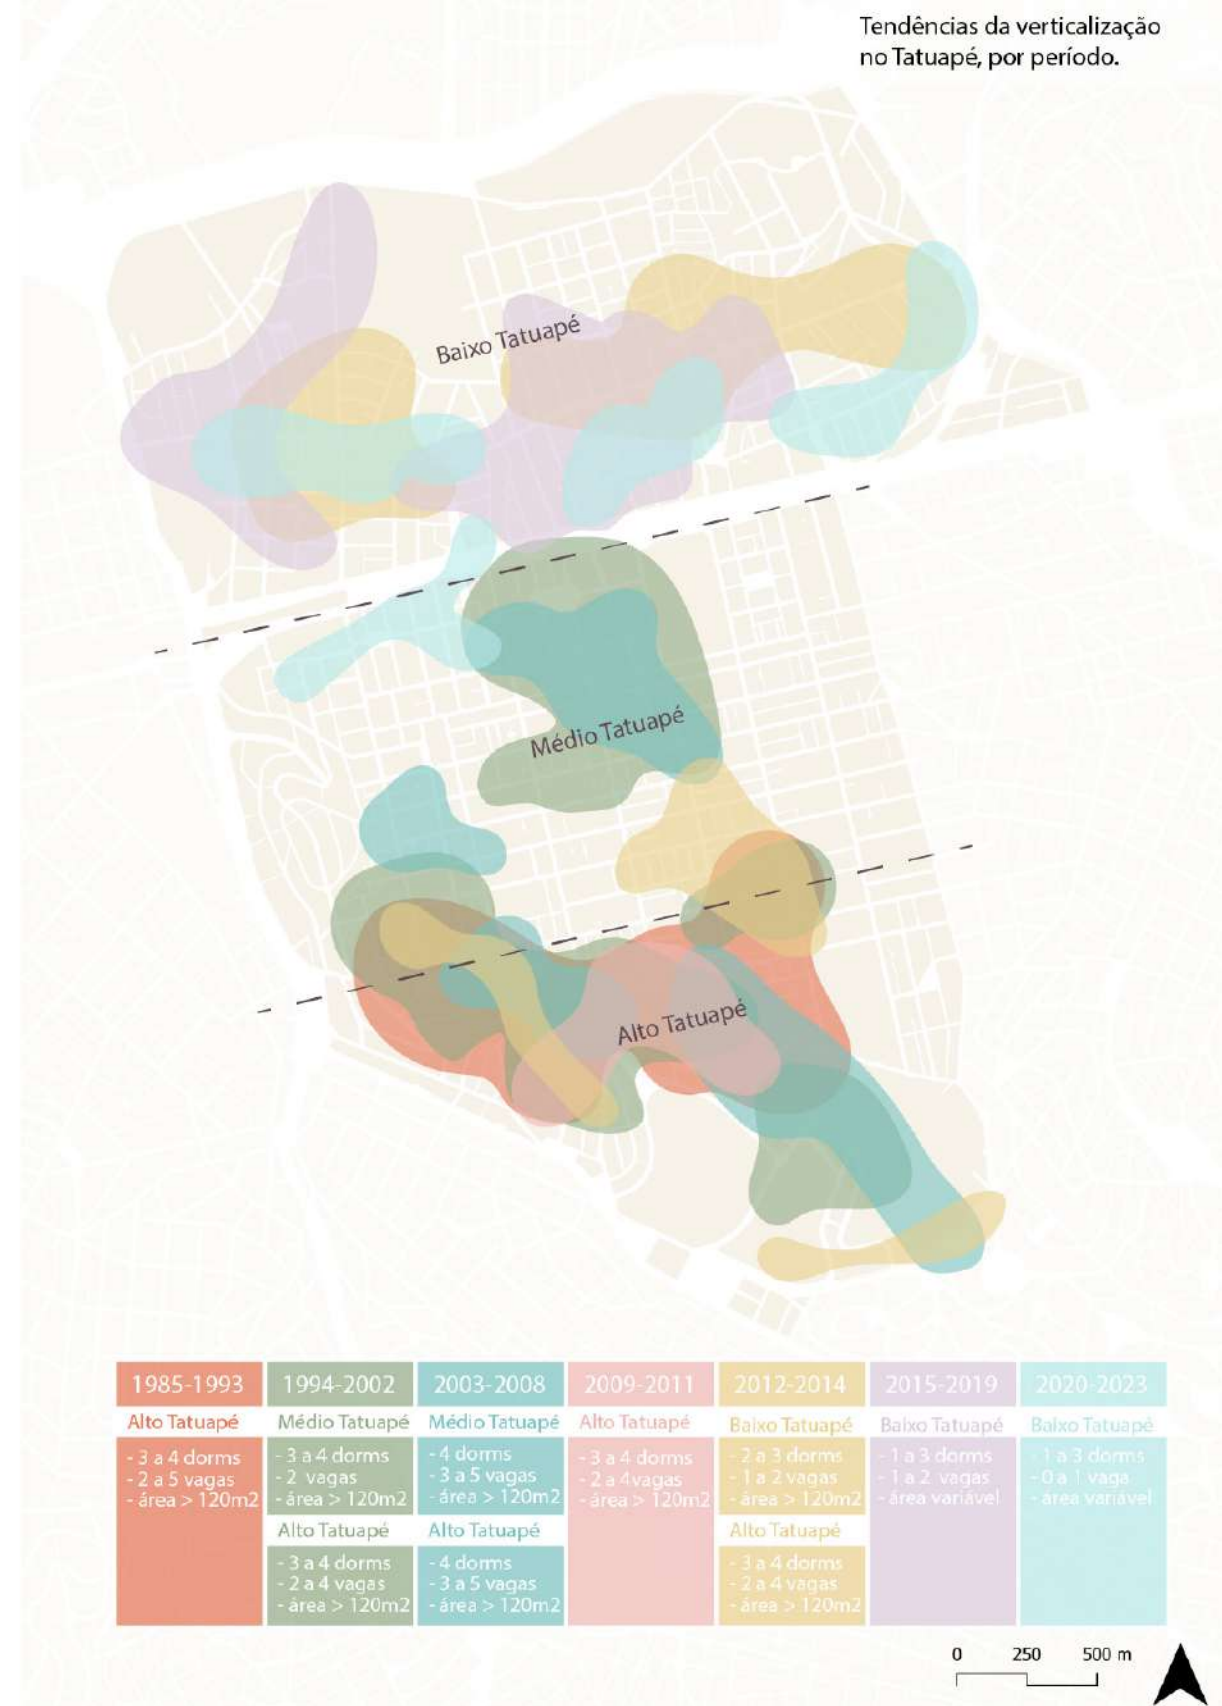 Tendências da verticalização
no Tatuapé, por período.
Baixo Tatuapé
Médio Tatuapé
Alto Tatuapé
1985-1993
Alto Tatuapé
- 3 a 4 dorms
- 2 a 5 vagas
- área > 120m2
1994-2002
Médio Tatuapé
- 3 a 4 dorms
- 2 vagas
- área > 120m2
Alto Tatuapé
- 3 a 4 dorms
- 2 a 4 vagas
- área > 120m2
2003-2008
Médio Tatuapé
- 4 dorms
- 3 a 5 vagas
- área > 120m2
Alto Tatuapé
- 4 dorms
- 3 a 5 vagas
- área > 120m2
2009-2011
Alto Tatuapé
- 3 a 4 dorms
- 2 a 4vagas
- área > 120m2
2012-2014
Baixo Tatuapé
- 2 a 3 dorms
- 1 a 2 vagas
- área > 120m2
Alto Tatuapé
- 3 a 4 dorms
- 2 a 4 vagas
- área > 120m2
2015-2019
Baixo Tatuapé
- 1 a 3 dorms
- 1 a 2 vagas
- área variável
2020-2023
Baixo Tatuapé
- 1 a 3 dorms
- 0 a 1 vaga
- área variável
0 250 500 m